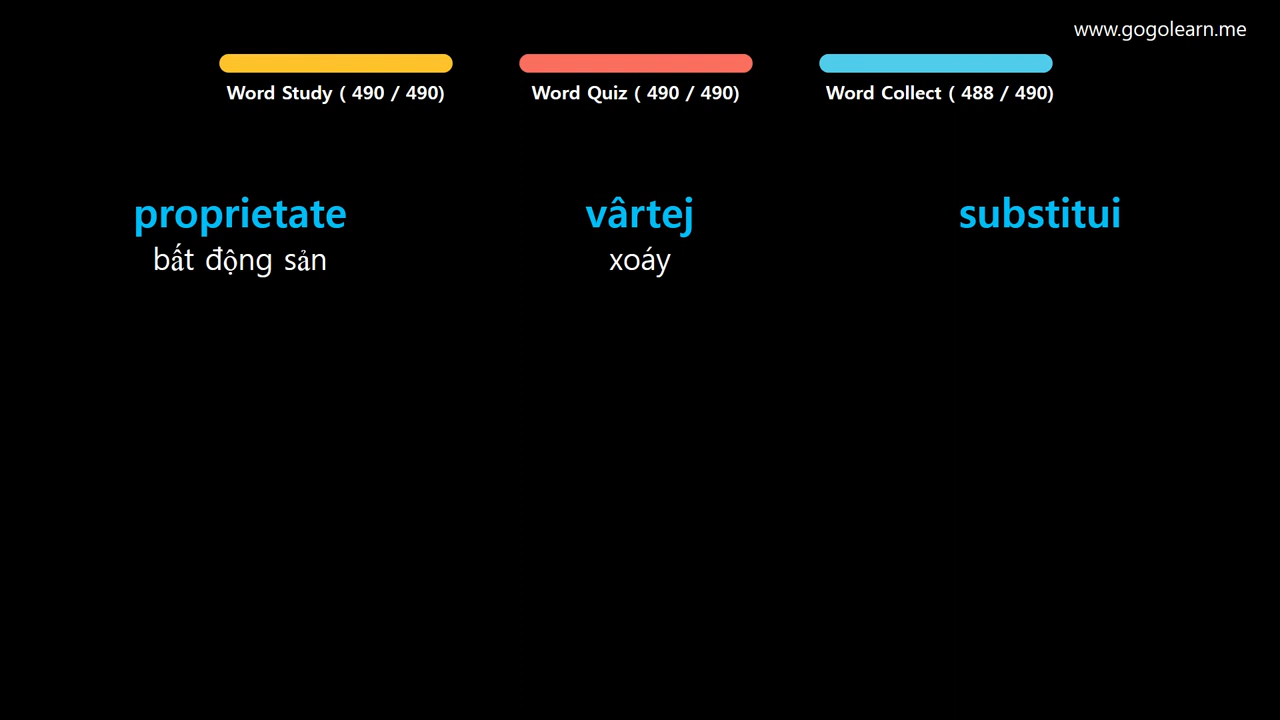 www.gogolearn.me
Word Study ( 490 / 490)
Word Quiz ( 490 / 490)
Word Collect ( 488 / 490)
proprietate
bất động sản
vârtej
xoáy
substitui